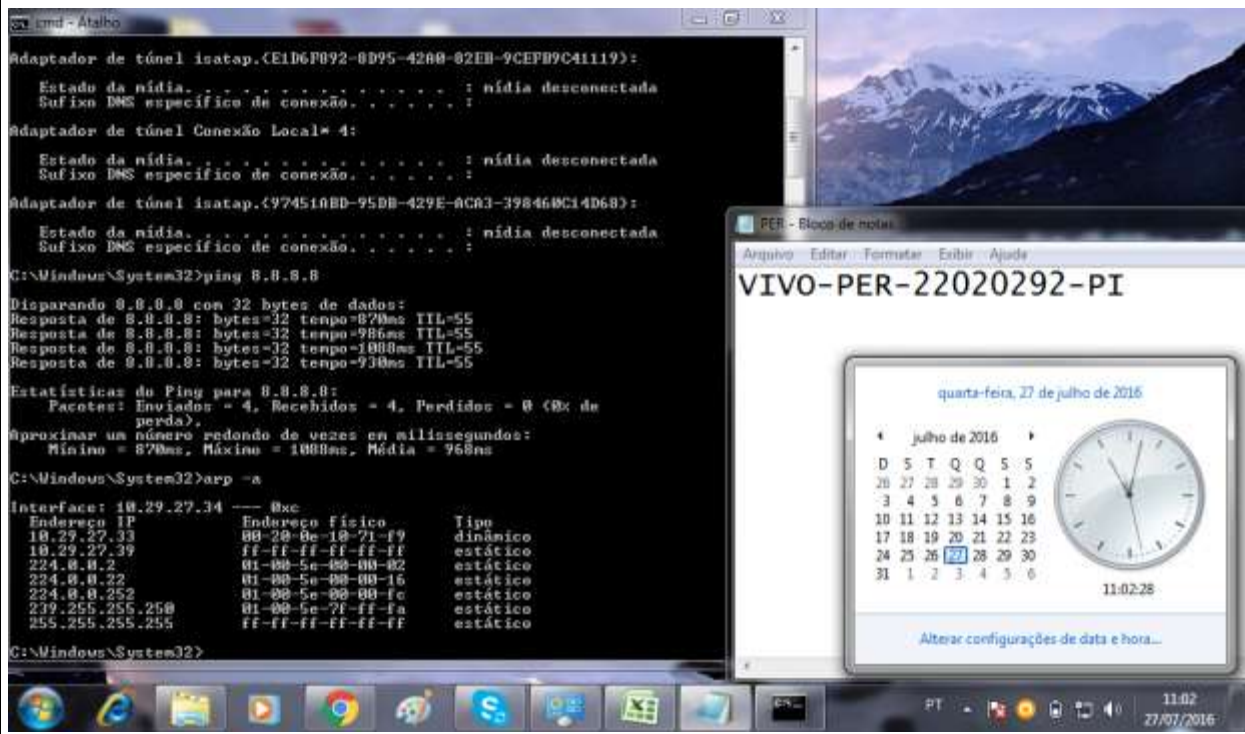 cmd - Atalho
Adaptador de túnel isatap.{E1D6F092-8D95-42A0-82EB-9CEFB9C41119}:
Estado da mídia. . . . . . . . . . . . . . : mídia desconectada
Sufixo DNS específico de conexão. . . . . . :
Adaptador de túnel Conexão Local* 4:
Estado da mídia. . . . . . . . . . . . . . : mídia desconectada
Sufixo DNS específico de conexão. . . . . . :
Adaptador de túnel isatap.{97451ABD-95DB-429E-ACA3-398460C14D68}:
Estado da mídia. . . . . . . . . . . . . . : mídia desconectada
Sufixo DNS específico de conexão. . . . . . :
C:\Windows\System32>ping 8.8.8.8
Disparando 8.8.8.8 com 32 bytes de dados:
Resposta de 8.8.8.8: bytes=32 tempo=870ms TTL=55
Resposta de 8.8.8.8: bytes=32 tempo=986ms TTL=55
Resposta de 8.8.8.8: bytes=32 tempo=1088ms TTL=55
Resposta de 8.8.8.8: bytes=32 tempo=930ms TTL=55
Estatísticas do Ping para 8.8.8.8:
Pacotes: Enviados = 4, Recebidos = 4, Perdidos = 0 (0% de
perda),
Aproximar um número redondo de vezes em milissegundos:
Mínimo = 870ms, Máximo = 1088ms, Média = 968ms
C:\Windows\System32>arp -a
Interface: 10.29.27.34 --- 0xc
Endereço IP Endereço físico Tipo
10.29.27.33 00-20-0e-10-71-f9 dinâmico
10.29.27.39 ff-ff-ff-ff-ff-ff estático
224.0.0.2 01-00-5e-00-00-02 estático
224.0.0.22 01-00-5e-00-00-16 estático
224.0.0.252 01-00-5e-00-00-fc estático
239.255.255.250 01-00-5e-7f-ff-fa estático
255.255.255.255 ff-ff-ff-ff-ff-ff estático
C:\Windows\System32>
PER - Bloco de notas
Arquivo Editar Formatar Exibir Ajuda
VIVO-PER-22020292-PI
quarta-feira, 27 de julho de 2016
julho de 2016
D S T Q Q S S
26 27 28 29 30 1 2
3 4 5 6 7 8 9
10 11 12 13 14 15 16
17 18 19 20 21 22 23
24 25 26 27 28 29 30
31 1 2 3 4 5 6
11:02:28
Alterar configurações de data e hora...
PT
11:02
27/07/2016